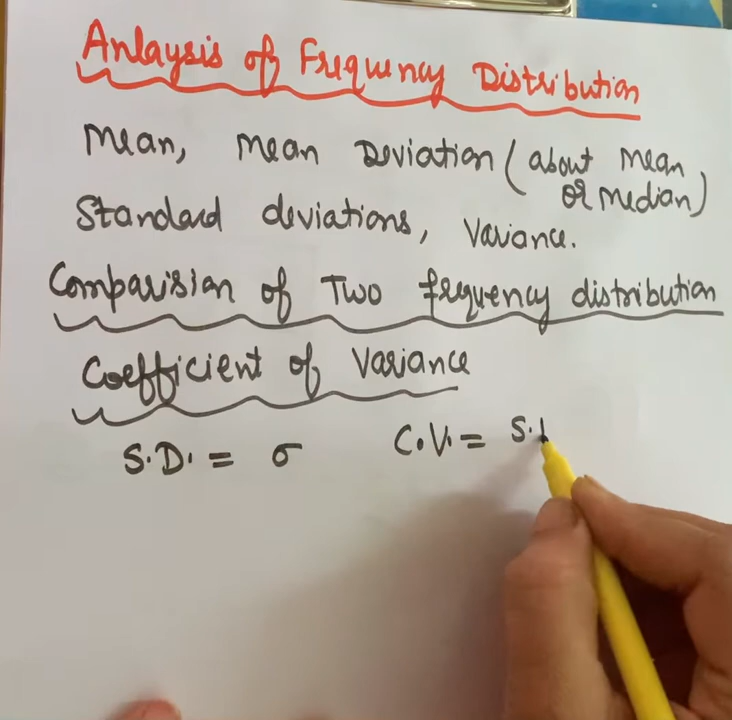 Anlaysis of Frequency Distribution
Mean, Mean Deviation (about Mean or Median)
Standard deviations, Variance.
Comparisian of Two frequency distribution
Coefficient of Variance
S.D. = σ C.V. = S.